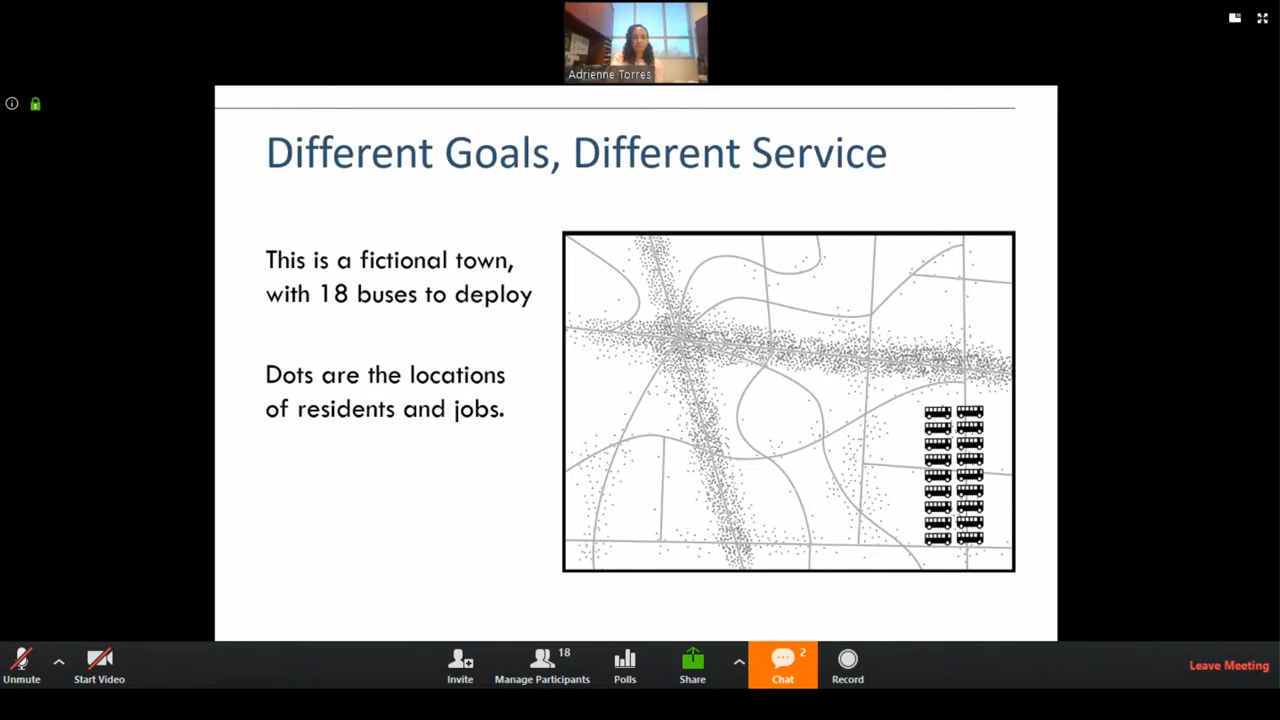 Adrienne Torres
Different Goals, Different Service
This is a fictional town,
with 18 buses to deploy
Dots are the locations
of residents and jobs.
Unmute
Start Video
Invite
18
Manage Participants
Polls
Share
2
Chat
Record
Leave Meeting